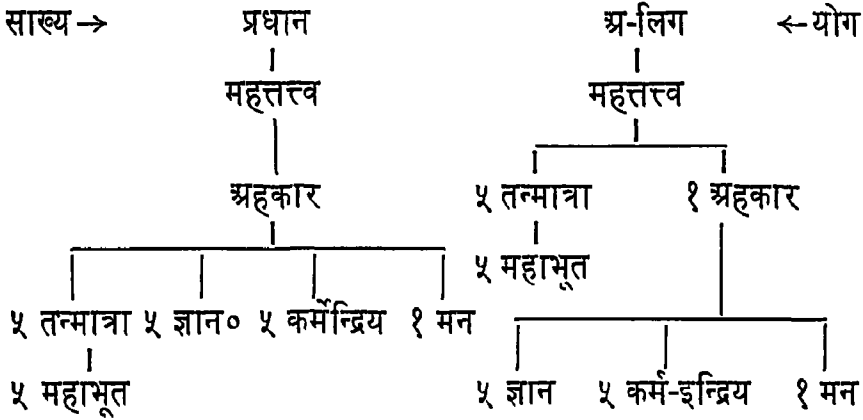 साख्य → प्रधान अ-लिग ← योग
महत्तत्त्व महत्तत्त्व
अहकार ५ तन्मात्रा १ अहकार
५ महाभूत
५ तन्मात्रा ५ ज्ञान० ५ कर्मेन्द्रिय १ मन
५ महाभूत ५ ज्ञान ५ कर्म-इन्द्रिय १ मन